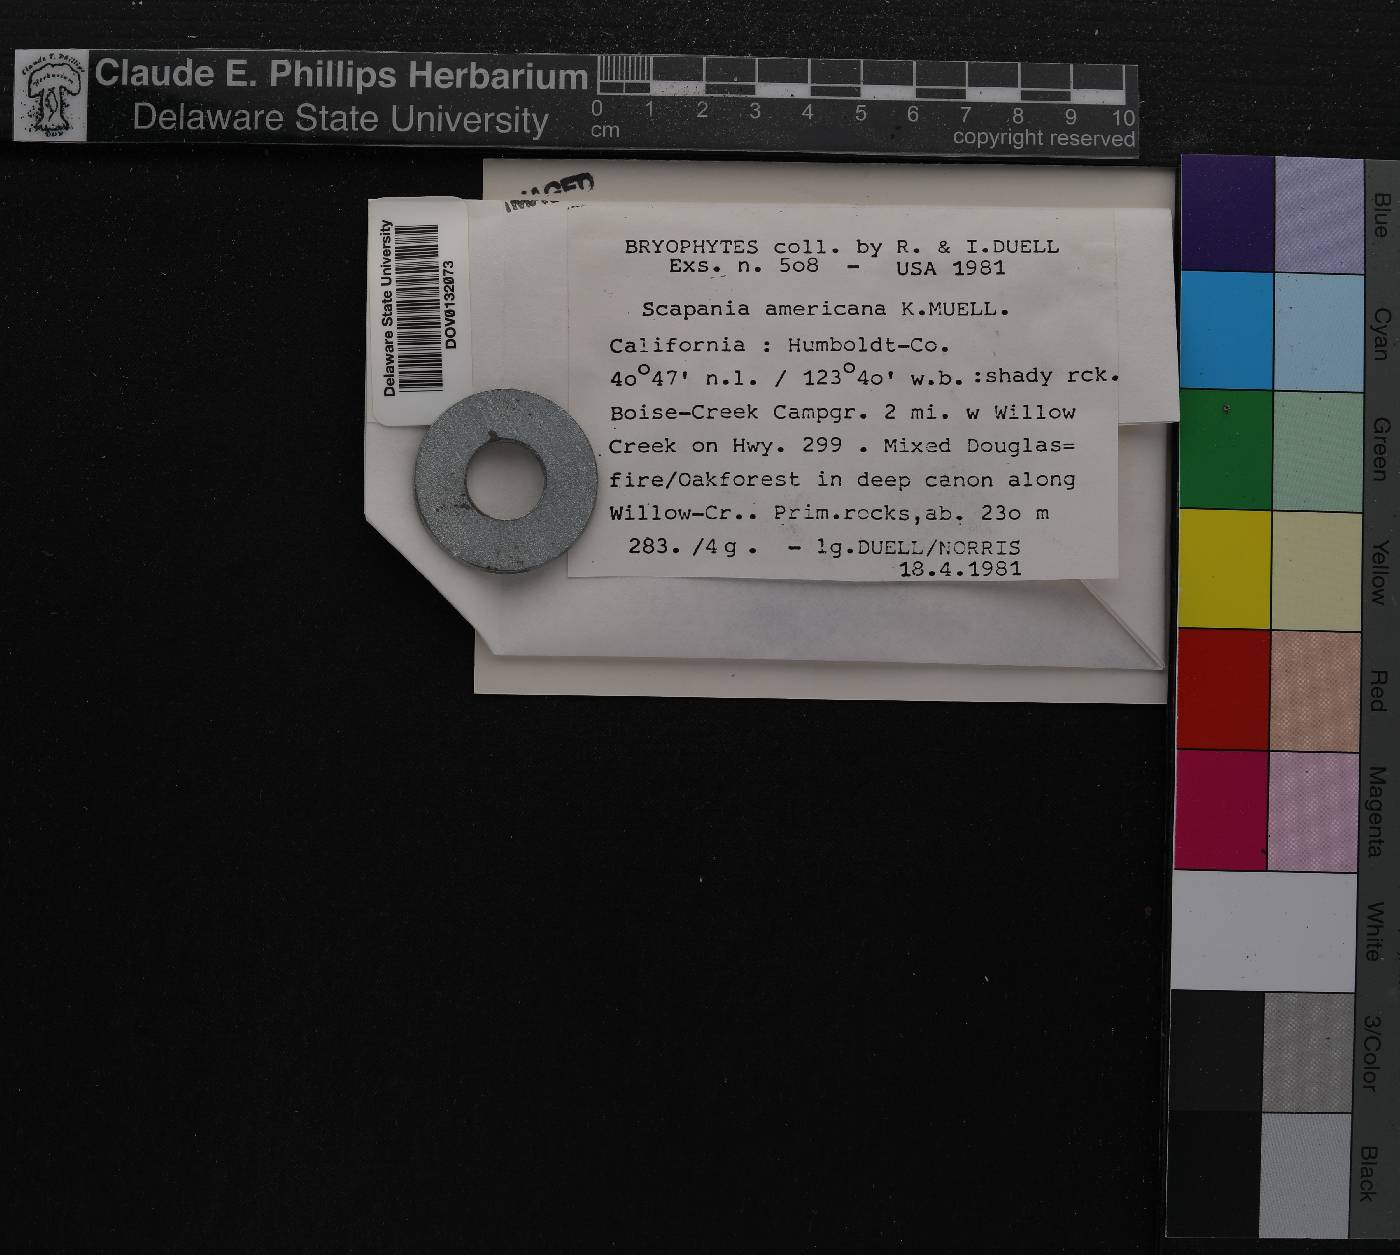 Claude E. Phillips Herbarium
Delaware State University
0 1 2 3 4 5 6 7 8 9 10
cm
copyright reserved
Delaware State University
DOV0132073
BRYOPHYTES coll. by R. & I.DUELL
Exs. n. 5o8 - USA 1981
Scapania americana K.MUELL.
California : Humboldt-Co.
4o°47' n.l. / 123°4o' w.b. :shady rck.
Boise-Creek Campgr. 2 mi. w Willow
Creek on Hwy. 299 . Mixed Douglas=
fire/Oakforest in deep canon along
Willow-Cr.. Prim.rocks,ab. 23o m
283. /4g . - lg.DUELL/NORRIS
18.4.1981
Blue
Cyan
Green
Yellow
Red
Magenta
White
3/Color
Black